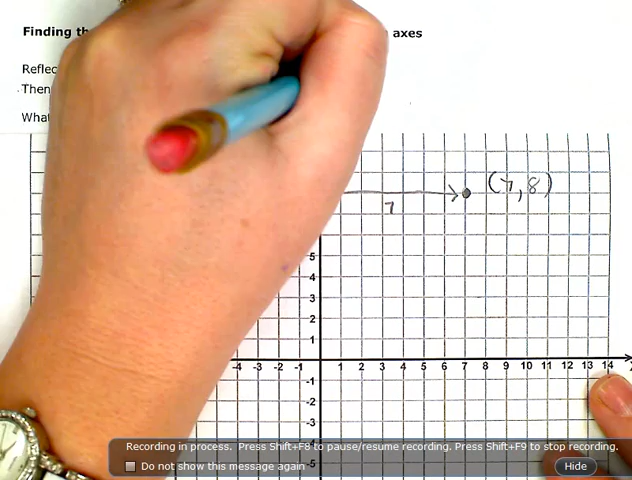 Finding th axes
Reflec
Then
What
(7, 8)
7
5
4
3
2
1
-4 -3 -2 -1 1 2 3 4 5 6 7 8 9 10 11 12 13 14
-1
-2
-3
-4
-5
Recording in process. Press Shift+F8 to pause/resume recording. Press Shift+F9 to stop recording.
Do not show this message again Hide